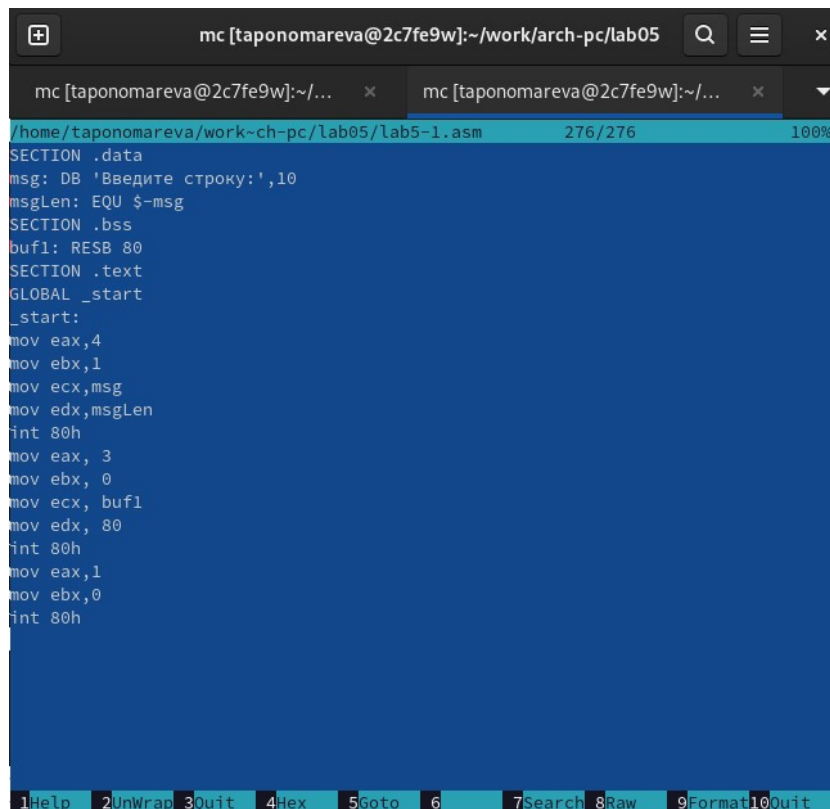 mc [taponomareva@2c7fe9w]:~/work/arch-pc/lab05
mc [taponomareva@2c7fe9w]:~/... × mc [taponomareva@2c7fe9w]:~/... ×
/home/taponomareva/work~ch-pc/lab05/lab5-1.asm 276/276 100%
SECTION .data
msg: DB 'Введите строку:',10
msgLen: EQU $-msg
SECTION .bss
buf1: RESB 80
SECTION .text
GLOBAL _start
_start:
mov eax,4
mov ebx,1
mov ecx,msg
mov edx,msgLen
int 80h
mov eax, 3
mov ebx, 0
mov ecx, buf1
mov edx, 80
int 80h
mov eax,1
mov ebx,0
int 80h
1Help 2UnWrap 3Quit 4Hex 5Goto 6 7Search 8Raw 9Format 10Quit